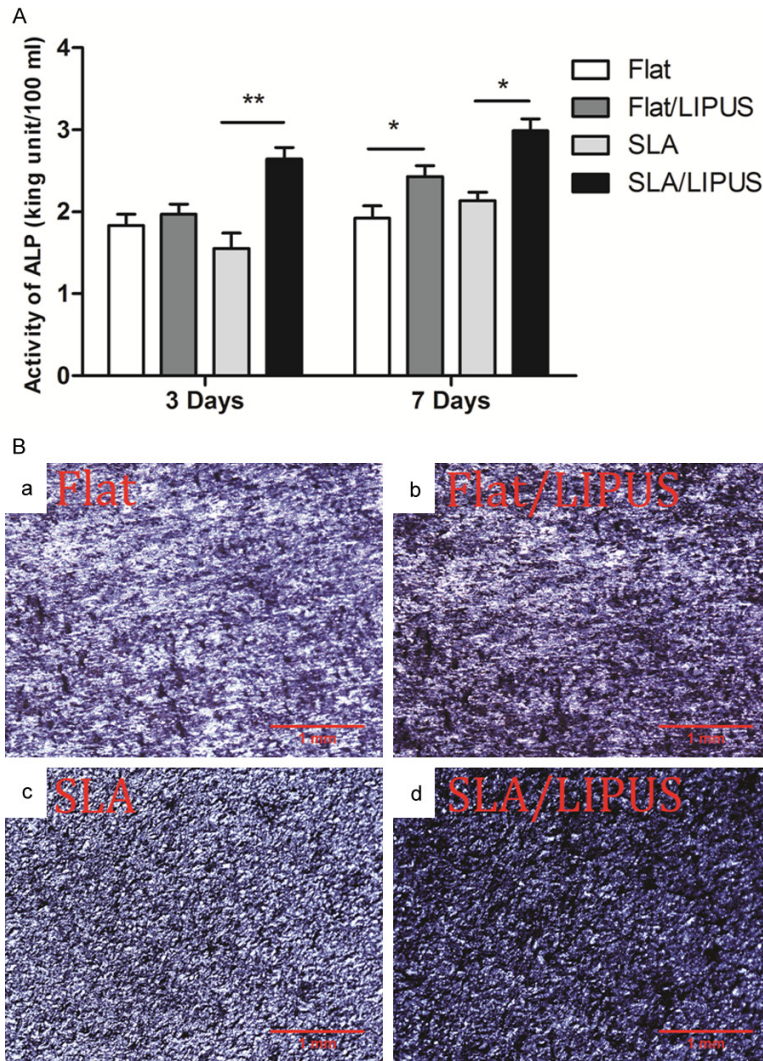 A
Activity of ALP (king unit/100 ml)
4
3
2
1
0
**
*
*
3 Days
7 Days
Flat
Flat/LIPUS
SLA
SLA/LIPUS
B
a
Flat
1 mm
b
Flat/LIPUS
1 mm
c
SLA
1 mm
d
SLA/LIPUS
1 mm